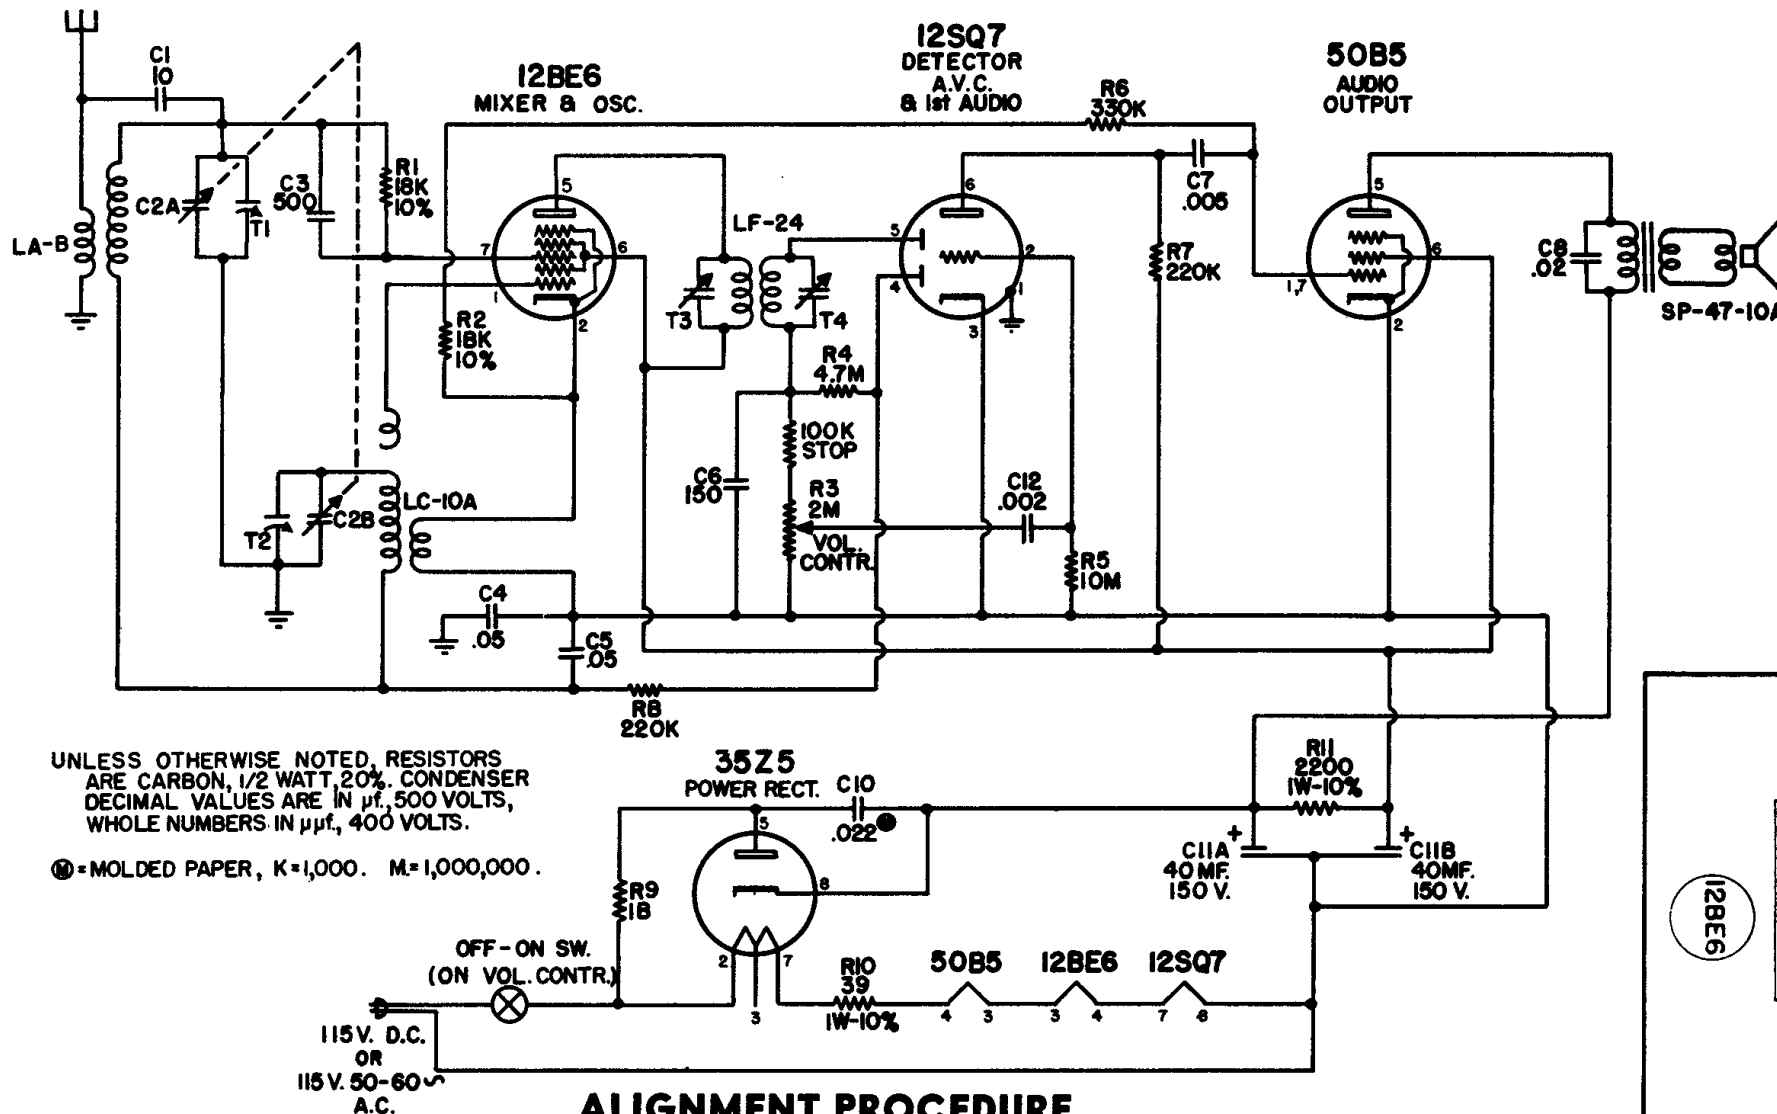 C1
10
12BE6
MIXER & OSC.
12SQ7
DETECTOR
A.V.C.
& 1st AUDIO
R6
330K
50B5
AUDIO
OUTPUT
LA-B
C2A
T1
C3
500
R1
18K
10%
5
7
6
1
2
R2
18K
10%
LF-24
T3
T4
6
5
4
2
1
3
C7
.005
R7
220K
5
6
1,7
2
C8
.02
SP-47-10A
R4
4.7M
100K
STOP
C6
150
R3
2M
VOL.
CONTR.
C12
.002
R5
10M
T2
C2B
LC-10A
C4
.05
C5
.05
R8
220K
UNLESS OTHERWISE NOTED, RESISTORS
ARE CARBON, 1/2 WATT, 20%. CONDENSER
DECIMAL VALUES ARE IN µf., 500 VOLTS,
WHOLE NUMBERS IN µµf., 400 VOLTS.
Ⓜ=MOLDED PAPER, K=1,000. M=1,000,000.
35Z5
POWER RECT.
C10
.022
5
8
2
3
7
R9
18
R11
2200
1W-10%
+
C11A
40 MF.
150 V.
+
C11B
40MF.
150 V.
12BE6
OFF-ON SW.
(ON VOL. CONTR.)
R10
39
1W-10%
50B5
4
3
12BE6
3
4
12SQ7
7
8
115 V. D.C.
OR
115 V. 50-60~
A.C.
ALIGNMENT PROCEDURE